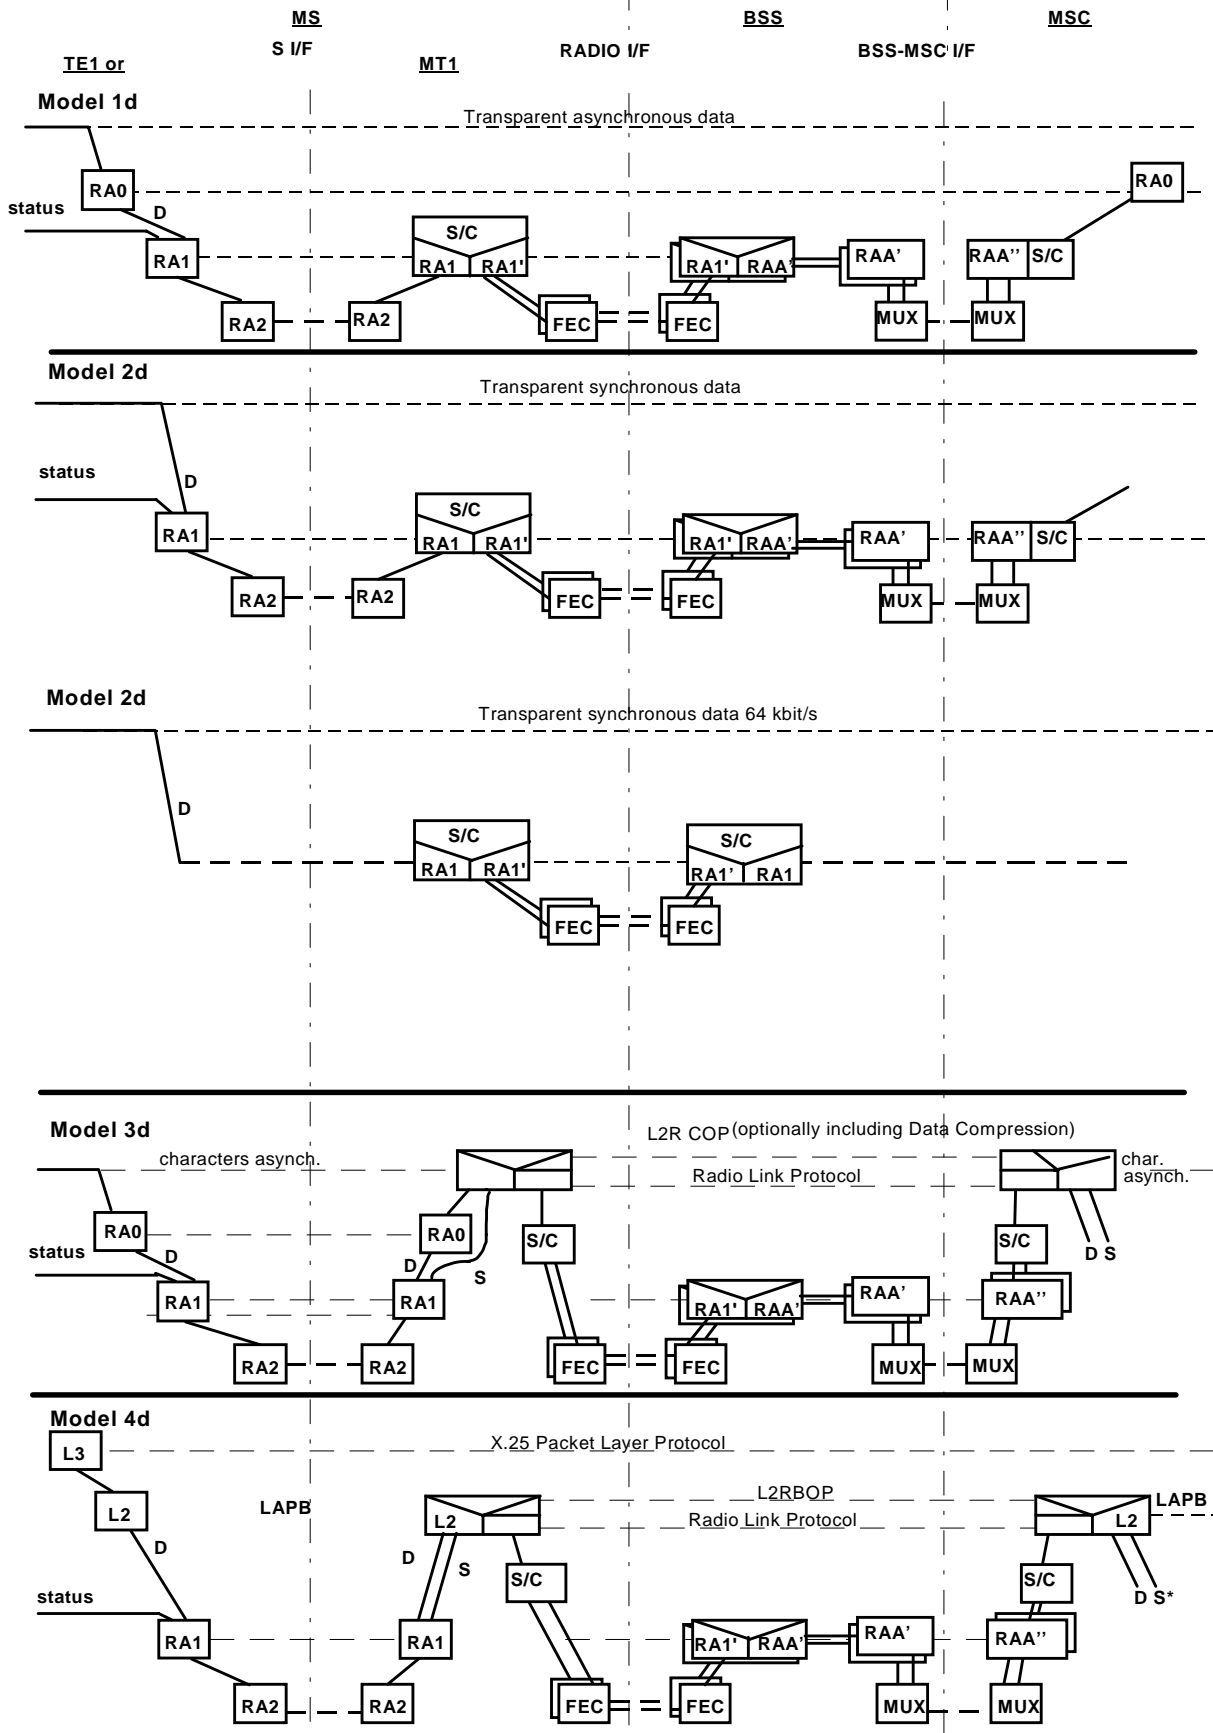 MS BSS MSC
S I/F RADIO I/F BSS-MSC I/F
TE1 or MT1
Model 1d
Transparent asynchronous data
RA0 RA0
status D
S/C
RA1 RA1 RA1' RA1' RAA' RAA' RAA'' S/C
RA2 RA2 FEC FEC MUX MUX
Model 2d
Transparent synchronous data
status D
S/C
RA1 RA1 RA1' RA1' RAA' RAA' RAA'' S/C
RA2 RA2 FEC FEC MUX MUX
Model 2d
Transparent synchronous data 64 kbit/s
D
S/C S/C
RA1 RA1' RA1' RA1
FEC FEC
Model 3d
L2R COP (optionally including Data Compression)
characters asynch. char.
Radio Link Protocol asynch.
RA0 RA0 S/C S/C
status D D S D S
RA1 RA1 RA1' RAA' RAA' RAA''
RA2 RA2 FEC FEC MUX MUX
Model 4d
L3 X.25 Packet Layer Protocol
L2RBOP
L2 LAPB L2 Radio Link Protocol L2 LAPB
D D S S/C S/C
status D S*
RA1 RA1 RA1' RAA' RAA' RAA''
RA2 RA2 FEC FEC MUX MUX